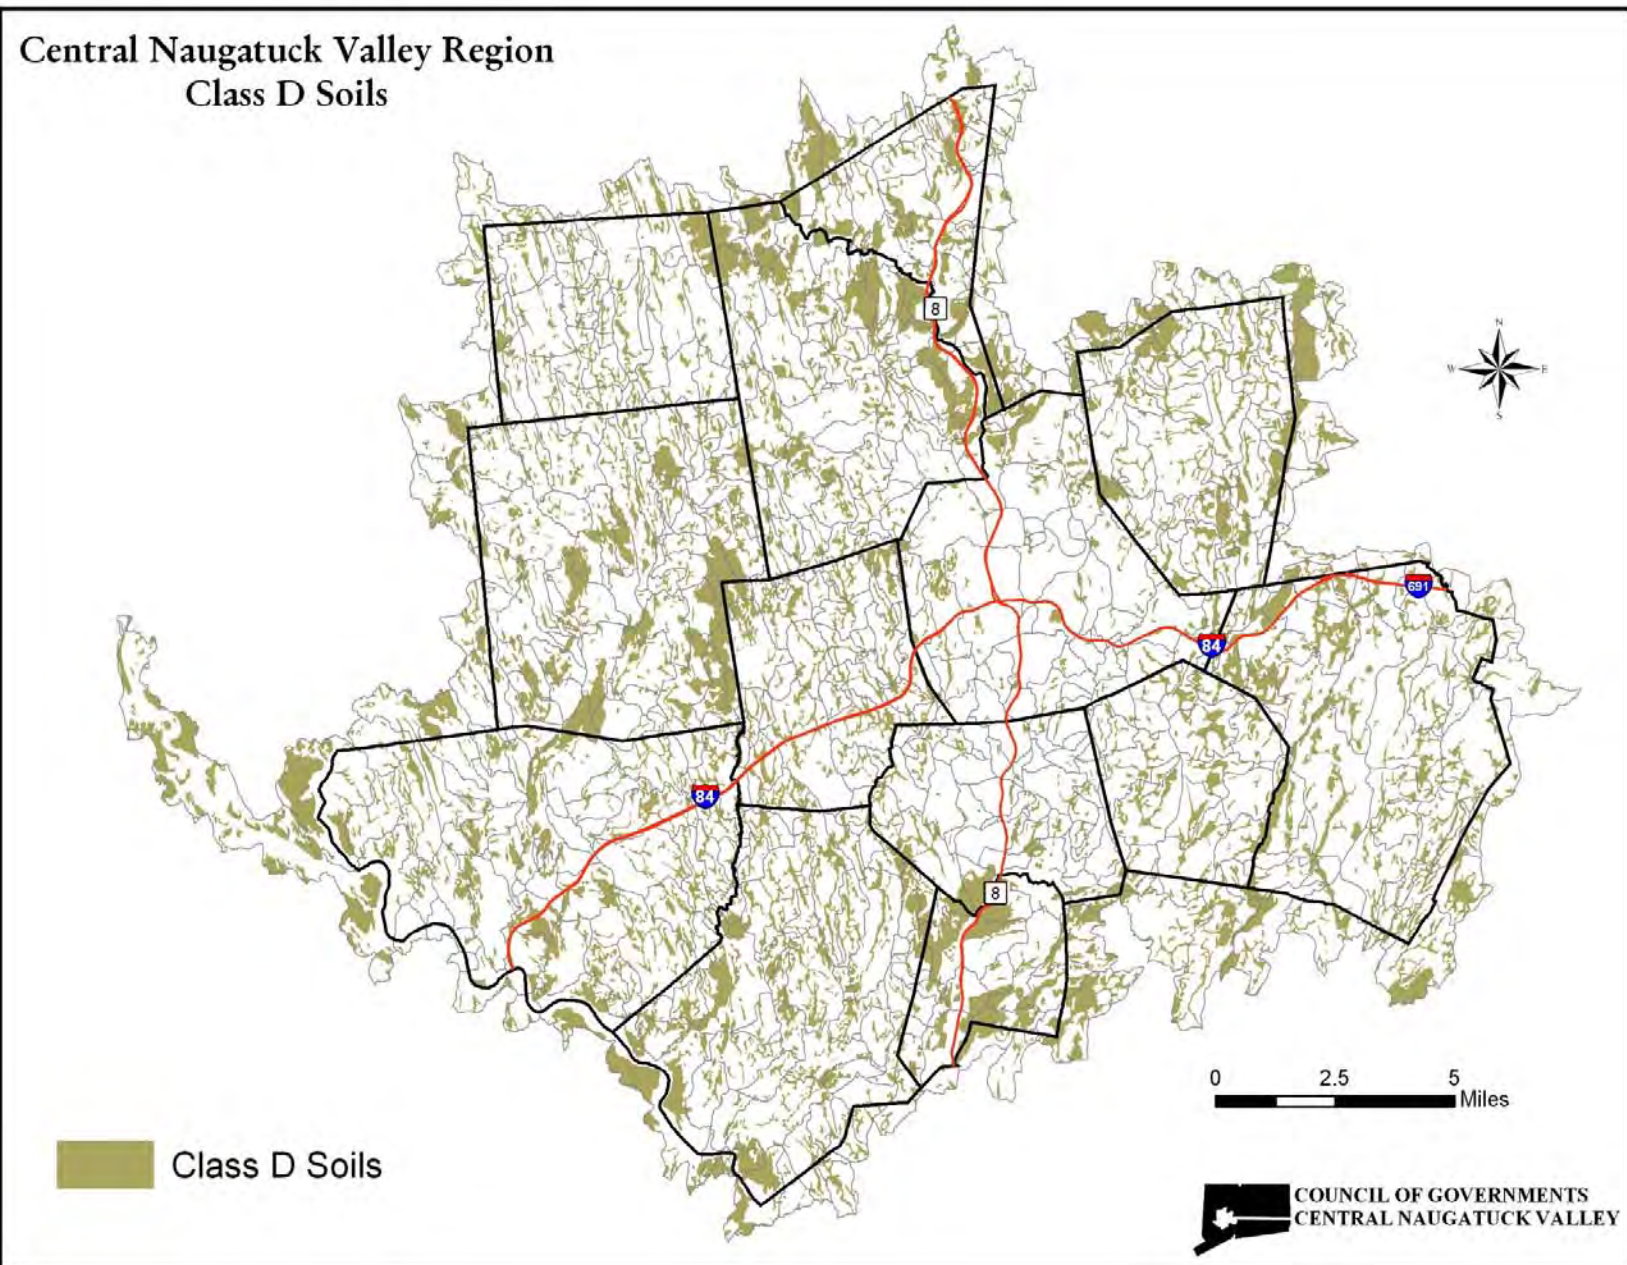 Central Naugatuck Valley Region
Class D Soils
8
N
W
E
S
691
84
84
8
0 2.5 5
Miles
Class D Soils
COUNCIL OF GOVERNMENTS
CENTRAL NAUGATUCK VALLEY